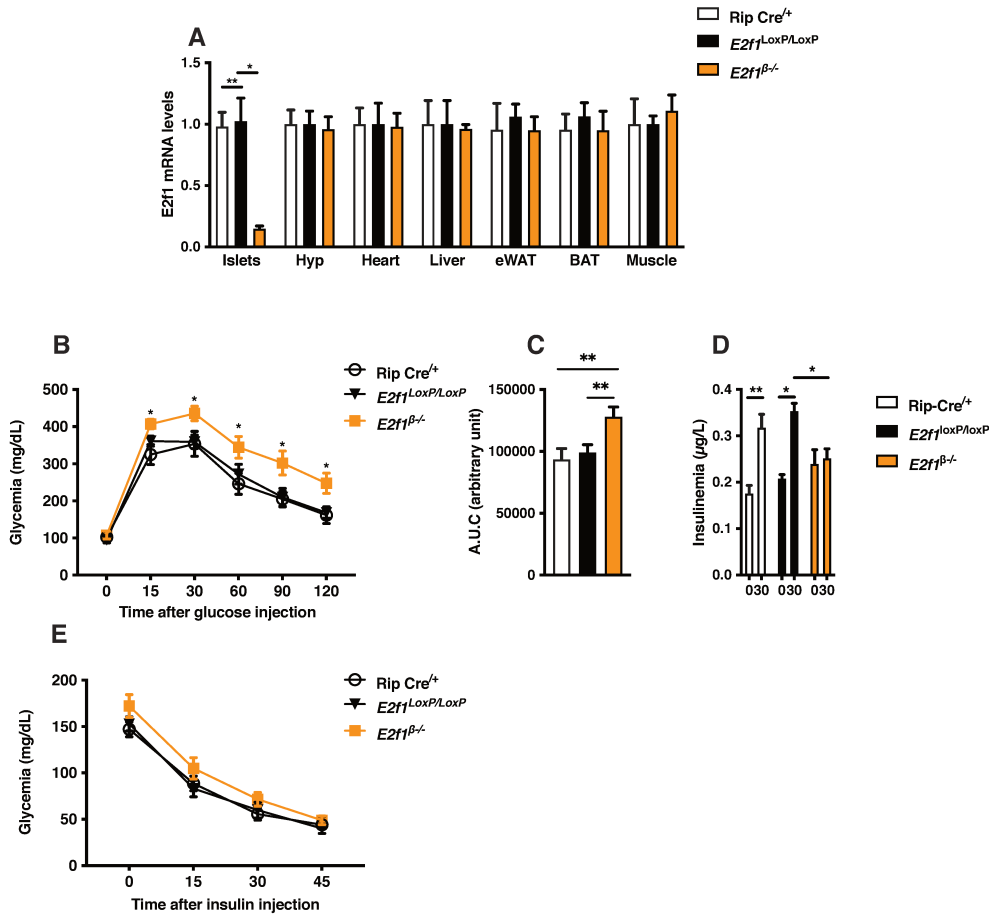 Rip Cre/+
E2f1LoxP/LoxP
E2f1β-/-
A
** *
E2f1 mRNA levels
1.5
1.0
0.5
0.0
Islets Hyp Heart Liver eWAT BAT Muscle
B
Glycemia (mg/dL)
500
400
300
200
100
0
* * * * *
0 15 30 60 90 120
Time after glucose injection
Rip Cre/+
E2f1LoxP/LoxP
E2f1β-/-
C
A.U.C (arbitrary unit)
150000
100000
50000
0
**
**
D
Insulinemia (µg/L)
0.4
0.3
0.2
0.1
0.0
** * *
030 030 030
Rip-Cre/+
E2f1loxP/loxP
E2f1β-/-
E
Glycemia (mg/dL)
200
150
100
50
0
0 15 30 45
Time after insulin injection
Rip Cre/+
E2f1LoxP/LoxP
E2f1β-/-